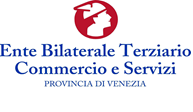 Ente Bilaterale Terziario
Commercio e Servizi
PROVINCIA DI VENEZIA